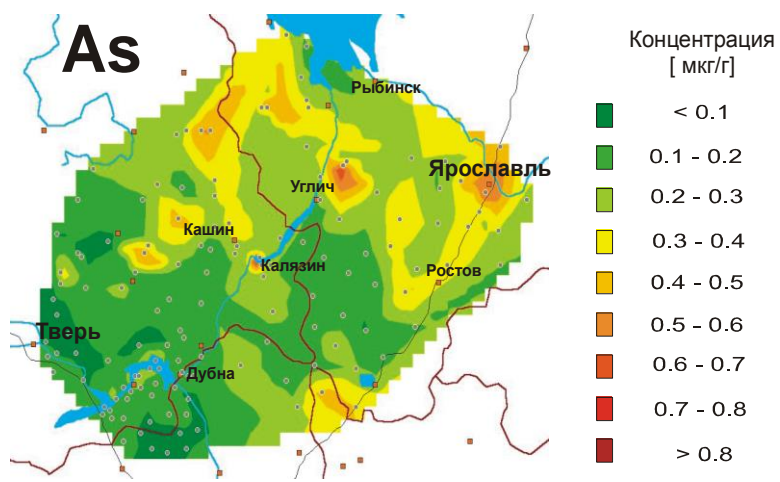 As
Рыбинск
Ярославль
Углич
Кашин
Калязин
Ростов
Тверь
Дубна
Концентрация
[ мкг/г]
< 0.1
0.1 - 0.2
0.2 - 0.3
0.3 - 0.4
0.4 - 0.5
0.5 - 0.6
0.6 - 0.7
0.7 - 0.8
> 0.8